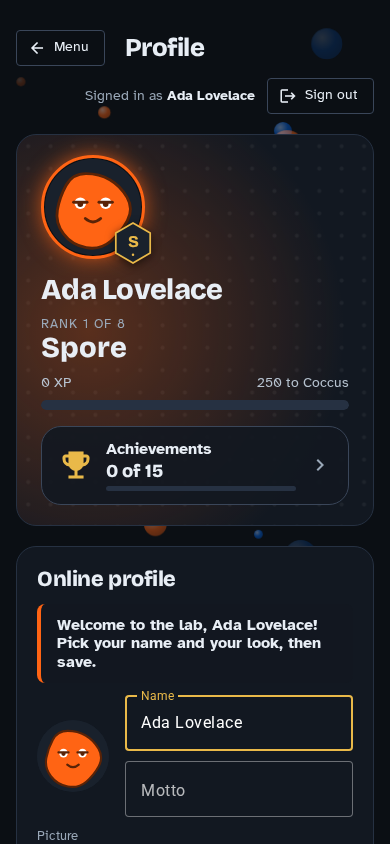 Menu
Profile
Signed in as Ada Lovelace
Sign out
S
Ada Lovelace
RANK 1 OF 8
Spore
0 XP
250 to Coccus
Achievements
0 of 15
Online profile
Welcome to the lab, Ada Lovelace!
Pick your name and your look, then
save.
Name
Ada Lovelace
Motto
Picture